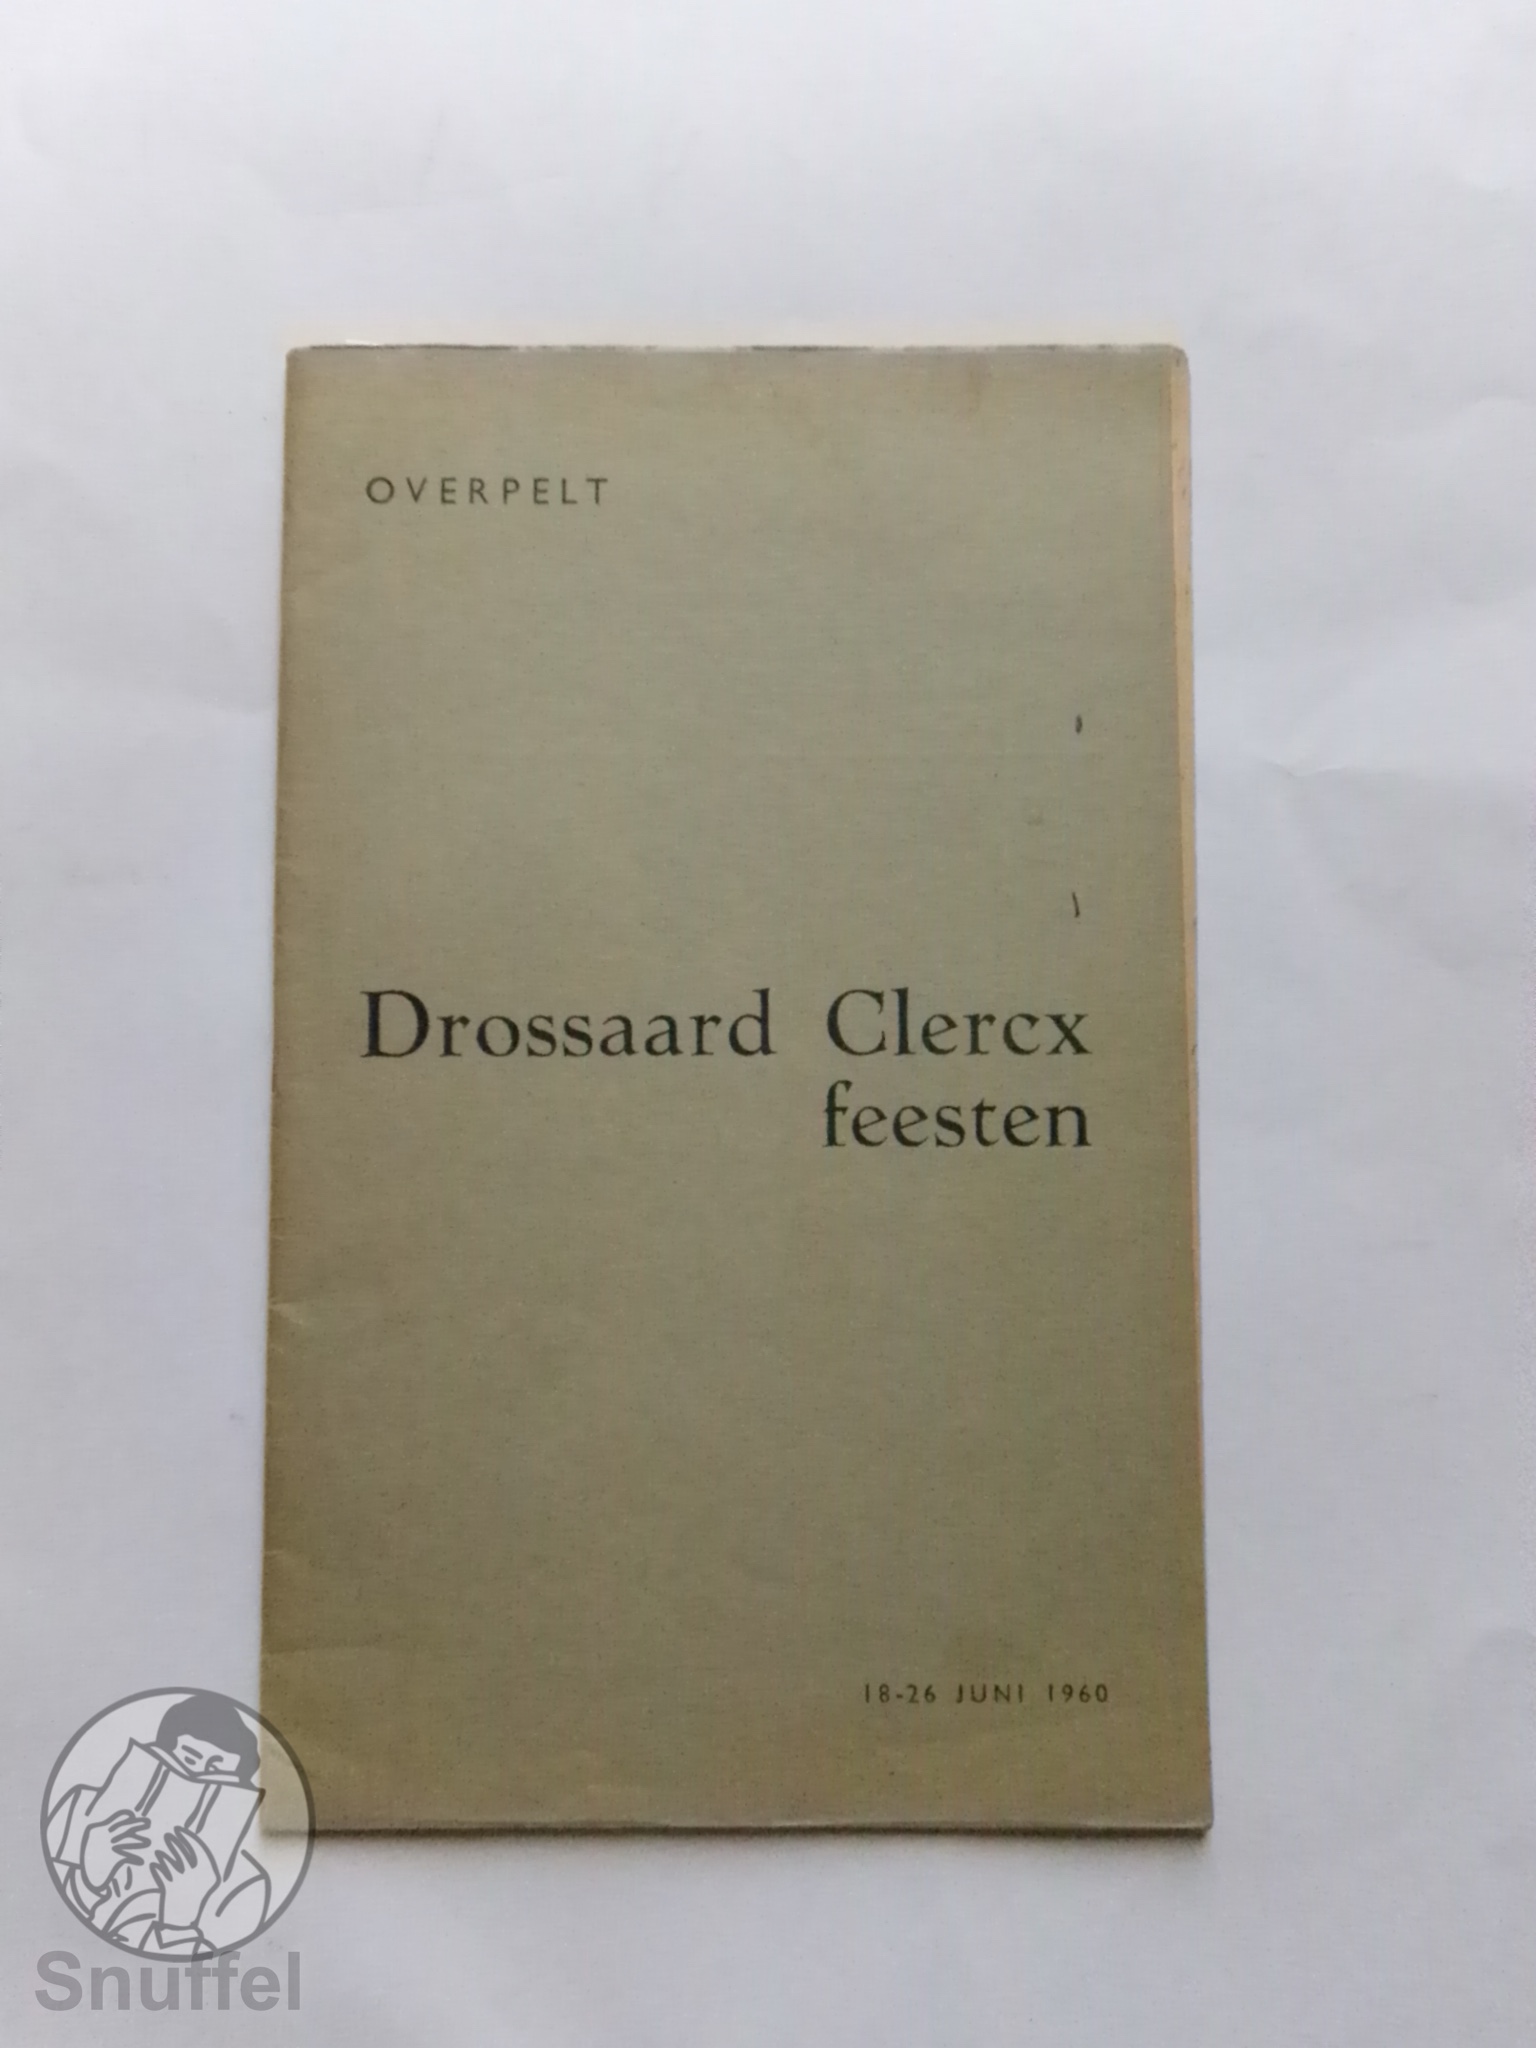 OVERPELT
Drossaard Clercx
feesten
18-26 JUNI 1960
Snuffel